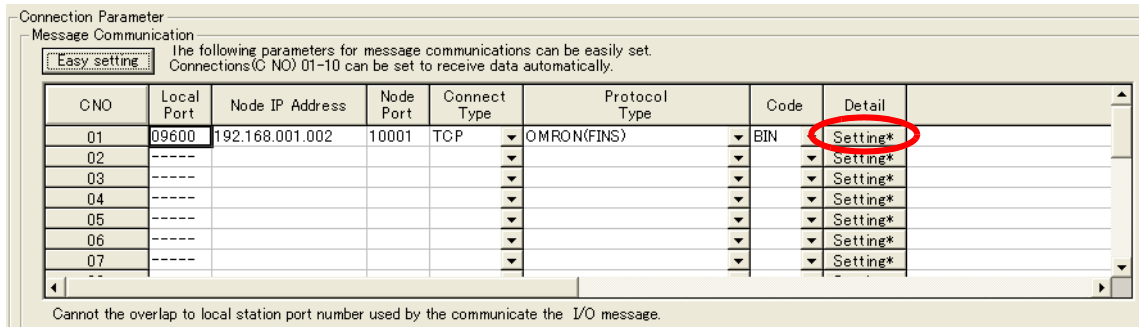 Connection Parameter
Message Communication
Easy setting
The following parameters for message communications can be easily set.
Connections(C NO) 01-10 can be set to receive data automatically.
CNO Local Port Node IP Address Node Port Connect Type Protocol Type Code Detail
01 09600 192.168.001.002 10001 TCP OMRON(FINS) BIN Setting*
02 ----- Setting*
03 ----- Setting*
04 ----- Setting*
05 ----- Setting*
06 ----- Setting*
07 ----- Setting*
Cannot the overlap to local station port number used by the communicate the I/O message.